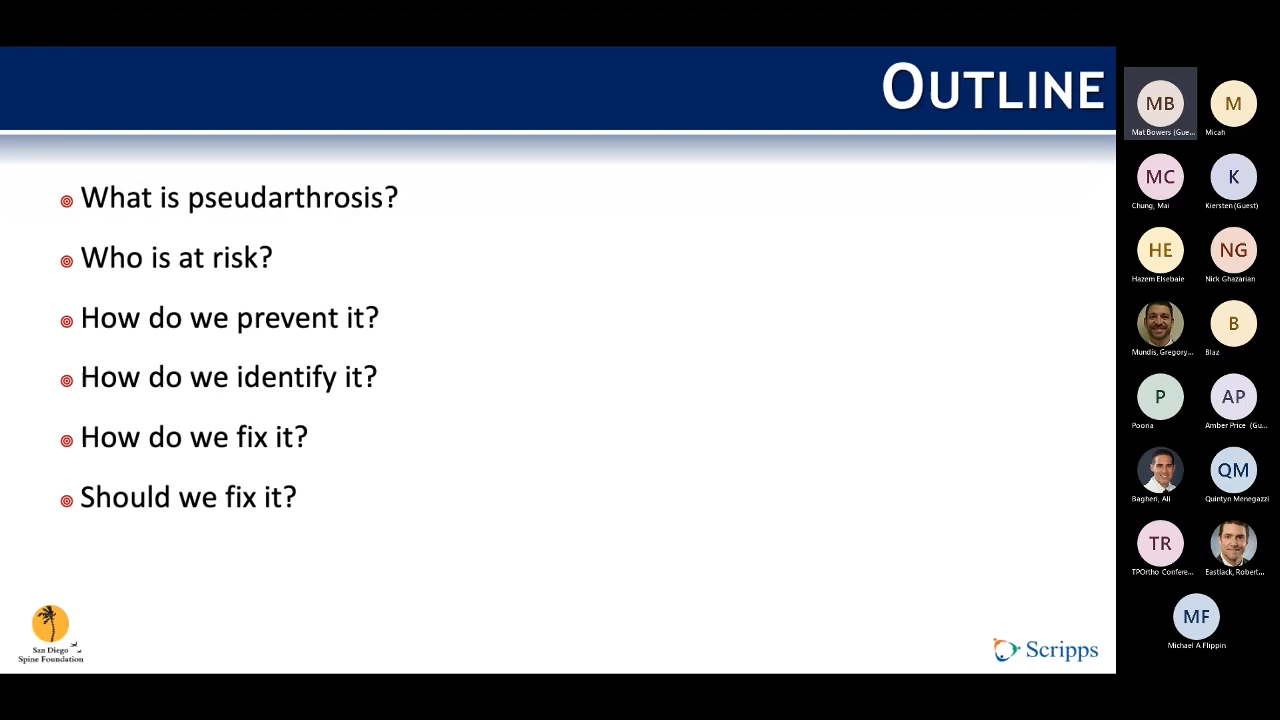 OUTLINE
What is pseudarthrosis?
Who is at risk?
How do we prevent it?
How do we identify it?
How do we fix it?
Should we fix it?
San Diego
Spine Foundation
Scripps
MB
Mat Bowers (Gue...
M
Micah
MC
Chung, Mai
K
Kiersten (Guest)
HE
Hazem Elsebaie
NG
Nick Ghazarian
Mundis, Gregory...
B
Blaz
P
Pooria
AP
Amber Price (Gu...
Bagheri, Ali
QM
Quintyn Menegazzi
TR
TPOrtho Confere...
Eastlack, Robert...
MF
Michael A Flippin